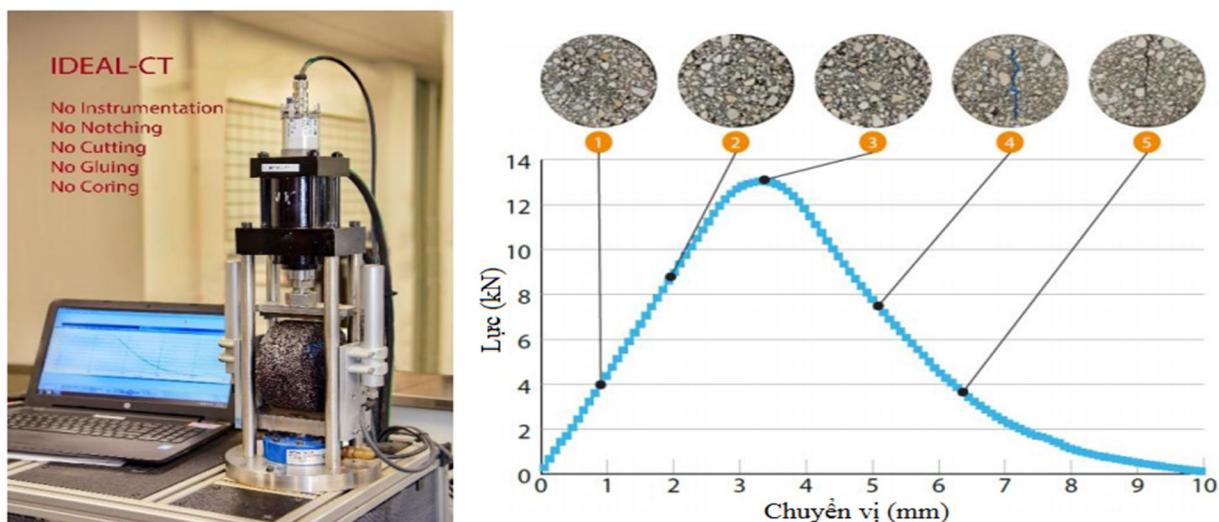 IDEAL-CT
No Instrumentation
No Notching
No Cutting
No Gluing
No Coring
1 2 3 4 5
14
12
10
8
6
4
2
0
Lực (kN)
0 1 2 3 4 5 6 7 8 9 10
Chuyển vị (mm)